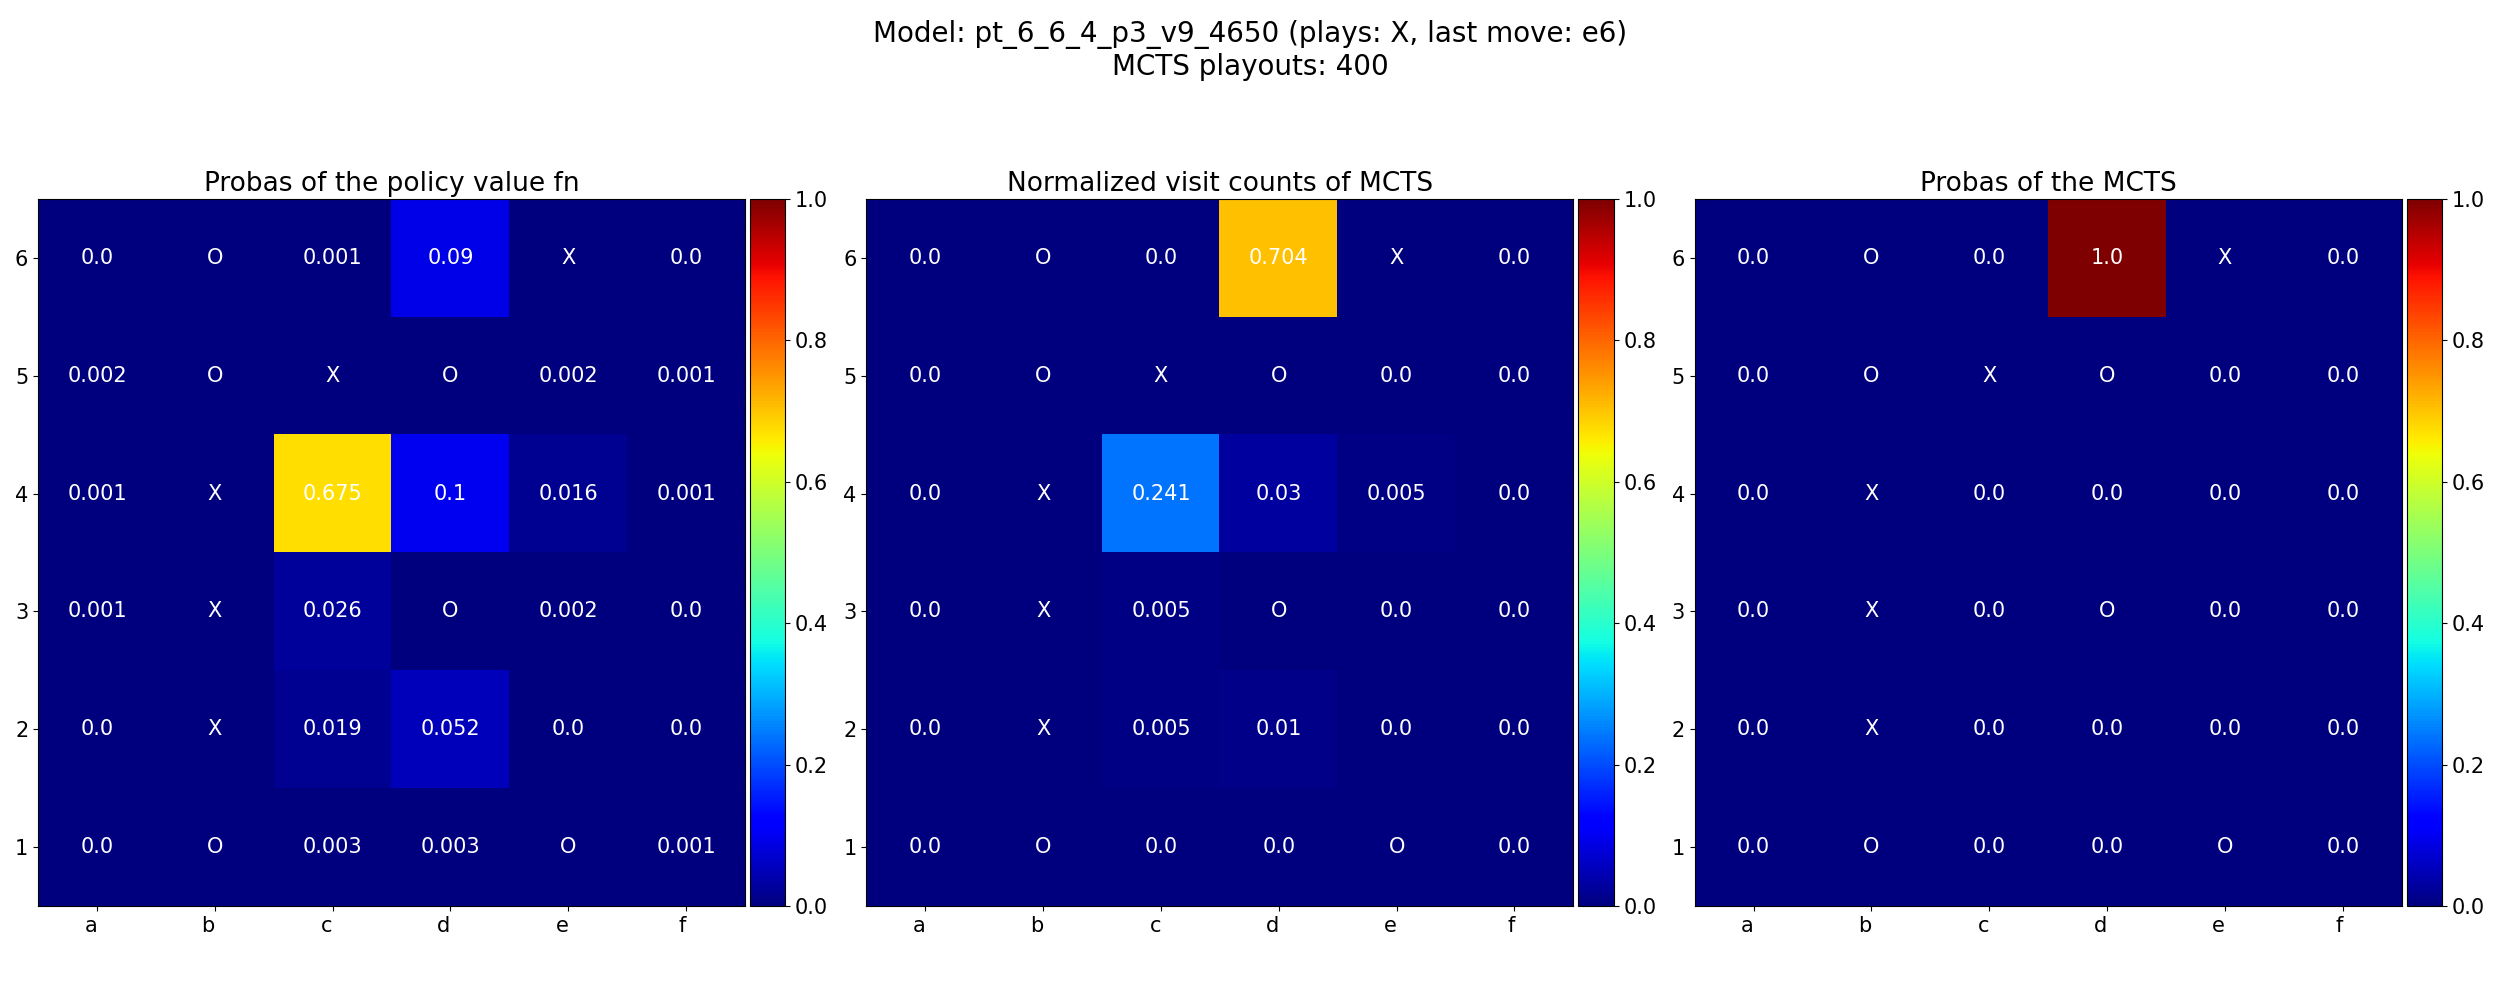 Model: pt_6_6_4_p3_v9_4650 (plays: X, last move: e6)
MCTS playouts: 400
Probas of the policy value fn
6 0.0 O 0.001 0.09 X 0.0
5 0.002 O X O 0.002 0.001
4 0.001 X 0.675 0.1 0.016 0.001
3 0.001 X 0.026 O 0.002 0.0
2 0.0 X 0.019 0.052 0.0 0.0
1 0.0 O 0.003 0.003 O 0.001
a b c d e f
1.0
0.8
0.6
0.4
0.2
0.0
Normalized visit counts of MCTS
6 0.0 O 0.0 0.704 X 0.0
5 0.0 O X O 0.0 0.0
4 0.0 X 0.241 0.03 0.005 0.0
3 0.0 X 0.005 O 0.0 0.0
2 0.0 X 0.005 0.01 0.0 0.0
1 0.0 O 0.0 0.0 O 0.0
a b c d e f
1.0
0.8
0.6
0.4
0.2
0.0
Probas of the MCTS
6 0.0 O 0.0 1.0 X 0.0
5 0.0 O X O 0.0 0.0
4 0.0 X 0.0 0.0 0.0 0.0
3 0.0 X 0.0 O 0.0 0.0
2 0.0 X 0.0 0.0 0.0 0.0
1 0.0 O 0.0 0.0 O 0.0
a b c d e f
1.0
0.8
0.6
0.4
0.2
0.0